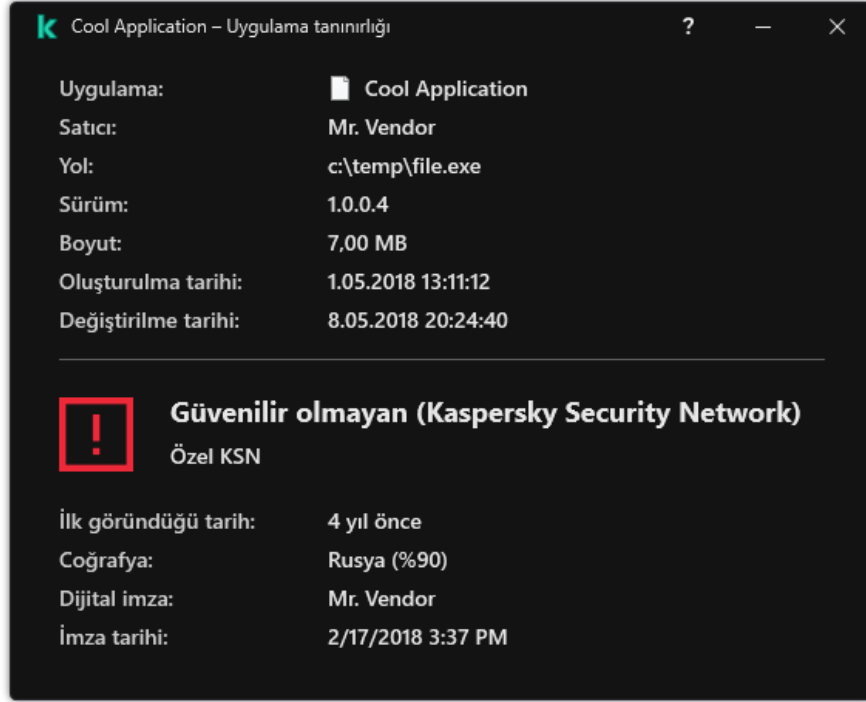 Cool Application – Uygulama tanınırlığı ?
Uygulama: Cool Application
Satıcı: Mr. Vendor
Yol: c:\temp\file.exe
Sürüm: 1.0.0.4
Boyut: 7,00 MB
Oluşturulma tarihi: 1.05.2018 13:11:12
Değiştirilme tarihi: 8.05.2018 20:24:40
Güvenilir olmayan (Kaspersky Security Network)
Özel KSN
İlk göründüğü tarih: 4 yıl önce
Coğrafya: Rusya (%90)
Dijital imza: Mr. Vendor
İmza tarihi: 2/17/2018 3:37 PM